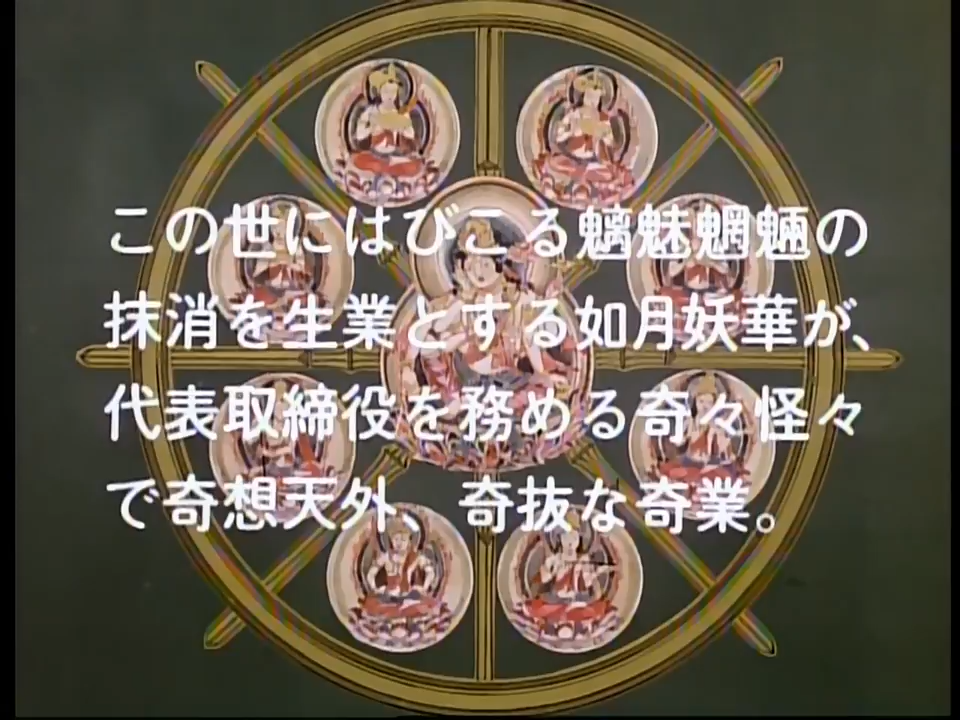 この世にはびこる魑魅魍魎の
抹消を生業とする如月妖華が、
代表取締役を務める奇々怪々
で奇想天外、奇抜な奇業。